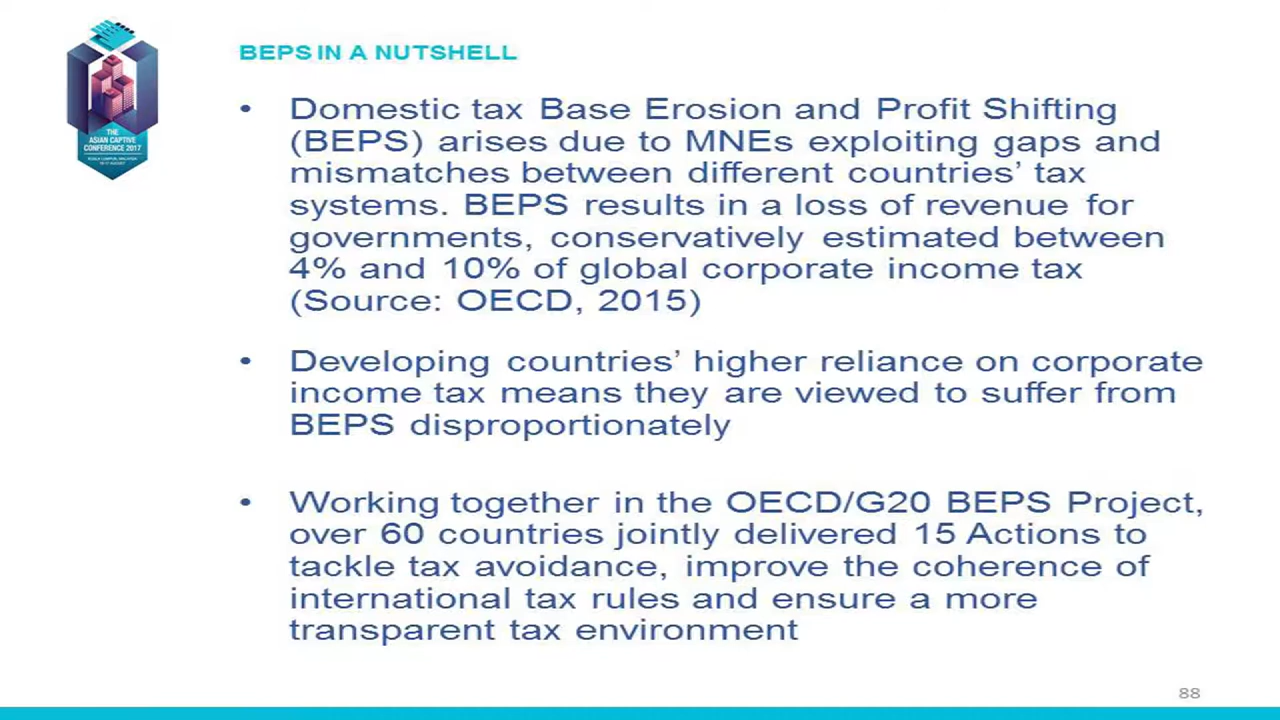 BEPS IN A NUTSHELL
THE
ASIAN CAPTIVE
CONFERENCE 2017
• Domestic tax Base Erosion and Profit Shifting
(BEPS) arises due to MNEs exploiting gaps and
mismatches between different countries’ tax
systems. BEPS results in a loss of revenue for
governments, conservatively estimated between
4% and 10% of global corporate income tax
(Source: OECD, 2015)
• Developing countries’ higher reliance on corporate
income tax means they are viewed to suffer from
BEPS disproportionately
• Working together in the OECD/G20 BEPS Project,
over 60 countries jointly delivered 15 Actions to
tackle tax avoidance, improve the coherence of
international tax rules and ensure a more
transparent tax environment
88